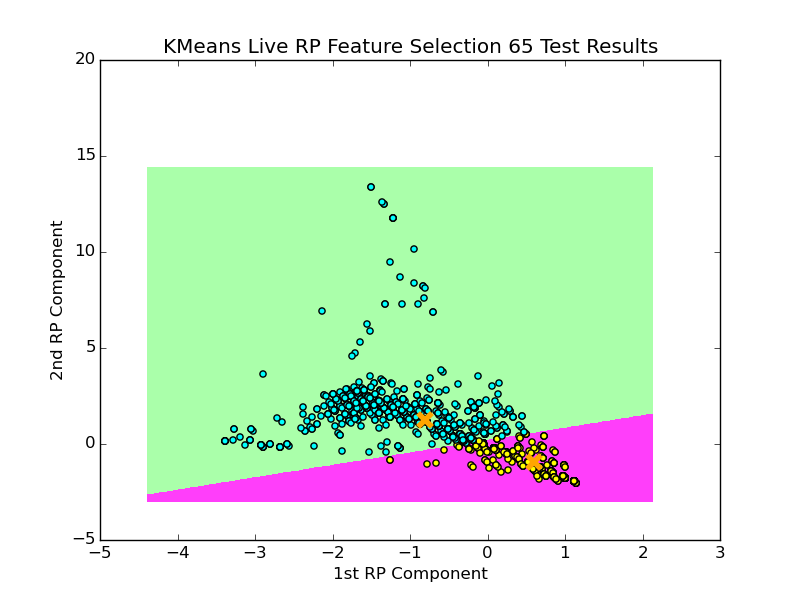 KMeans Live RP Feature Selection 65 Test Results
20
15
10
5
0
−5
2nd RP Component
−5 −4 −3 −2 −1 0 1 2 3
1st RP Component